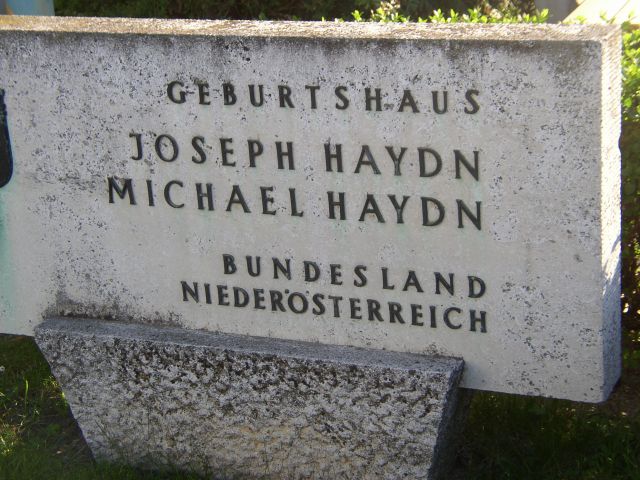 GEBURTSHAUS
JOSEPH HAYDN
MICHAEL HAYDN
BUNDESLAND
NIEDERÖSTERREICH